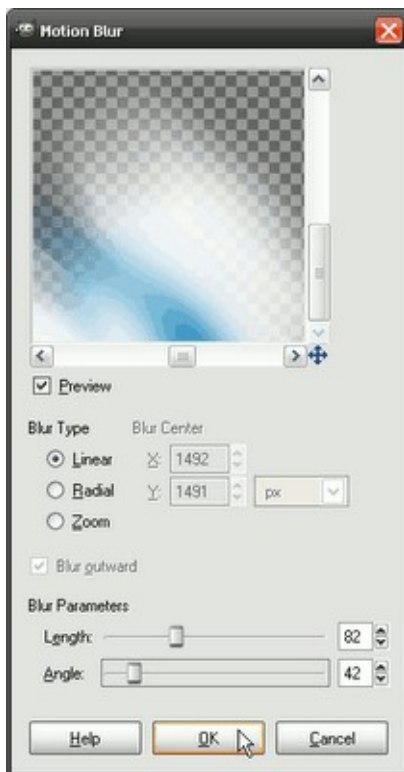 Motion Blur
Preview
Blur Type Blur Center
Linear X: 1492
Radial Y: 1491 px
Zoom
Blur outward
Blur Parameters
Length: 82
Angle: 42
Help OK Cancel